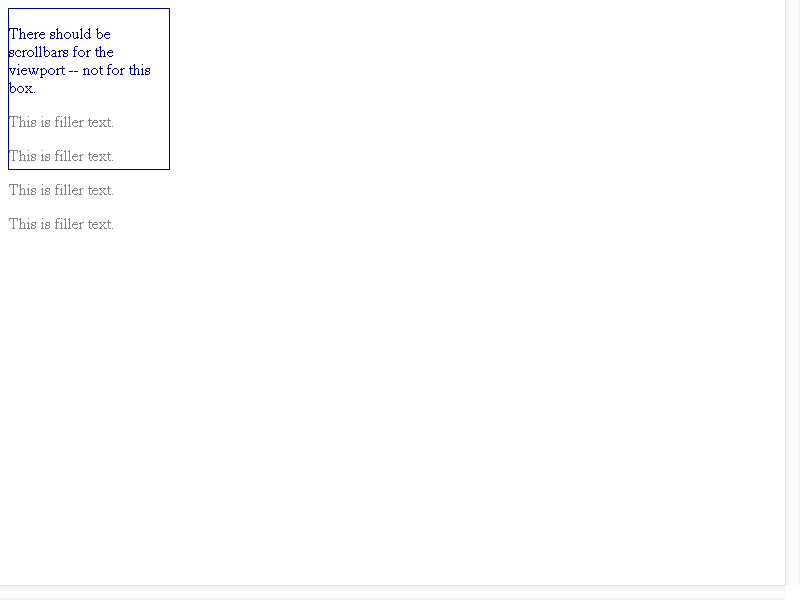 There should be
scrollbars for the
viewport -- not for this
box.
This is filler text.
This is filler text.
This is filler text.
This is filler text.